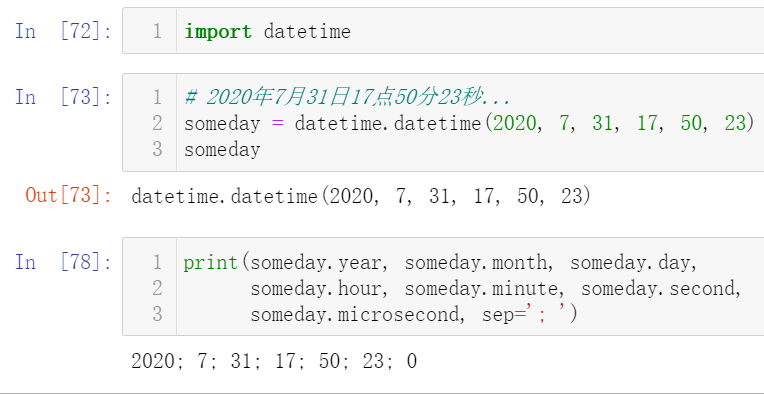 In [72]: 1 import datetime
In [73]: 1 # 2020年7月31日17点50分23秒...
2 someday = datetime.datetime(2020, 7, 31, 17, 50, 23)
3 someday
Out[73]: datetime.datetime(2020, 7, 31, 17, 50, 23)
In [78]: 1 print(someday.year, someday.month, someday.day,
2 someday.hour, someday.minute, someday.second,
3 someday.microsecond, sep='; ')
2020; 7; 31; 17; 50; 23; 0